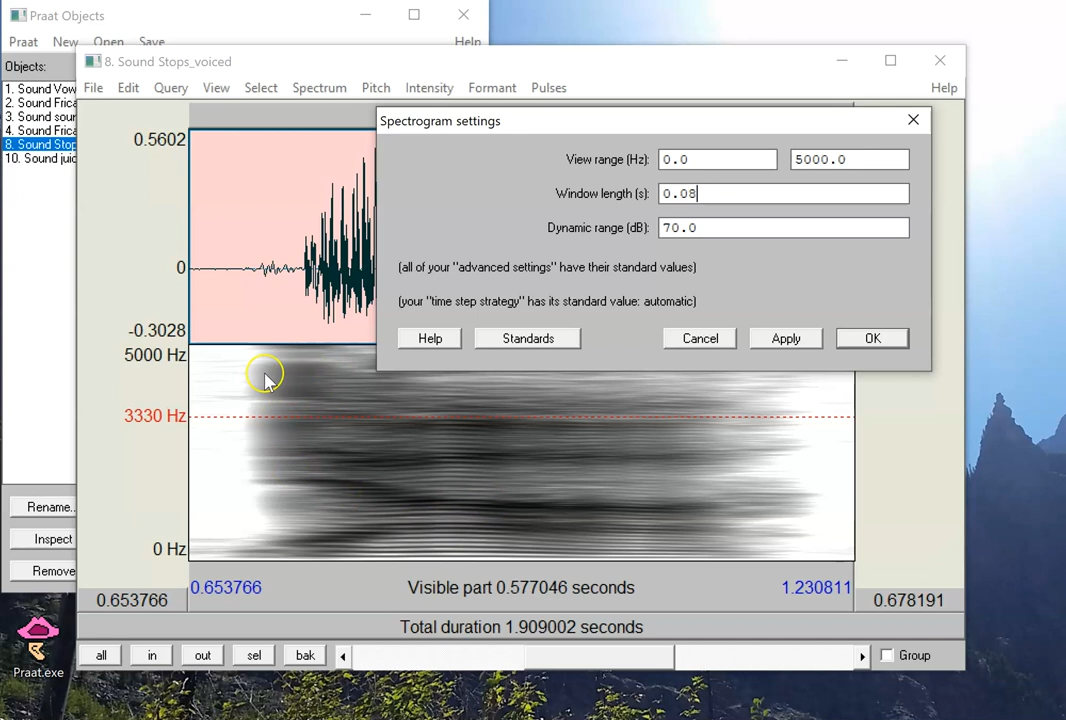 Praat Objects
Praat New Open Save Help
Objects:
1. Sound Vow
2. Sound Frica
3. Sound soun
4. Sound Frica
8. Sound Stop
10. Sound juic
Rename..
Inspect
Remove
8. Sound Stops_voiced
File Edit Query View Select Spectrum Pitch Intensity Formant Pulses Help
Spectrogram settings
View range (Hz): 0.0 5000.0
Window length (s): 0.08
Dynamic range (dB): 70.0
(all of your "advanced settings" have their standard values)
(your "time step strategy" has its standard value: automatic)
Help Standards Cancel Apply OK
0.5602
0
-0.3028
5000 Hz
3330 Hz
0 Hz
0.653766 Visible part 0.577046 seconds 1.230811
0.653766 0.678191
Total duration 1.909002 seconds
all in out sel bak Group
Praat.exe